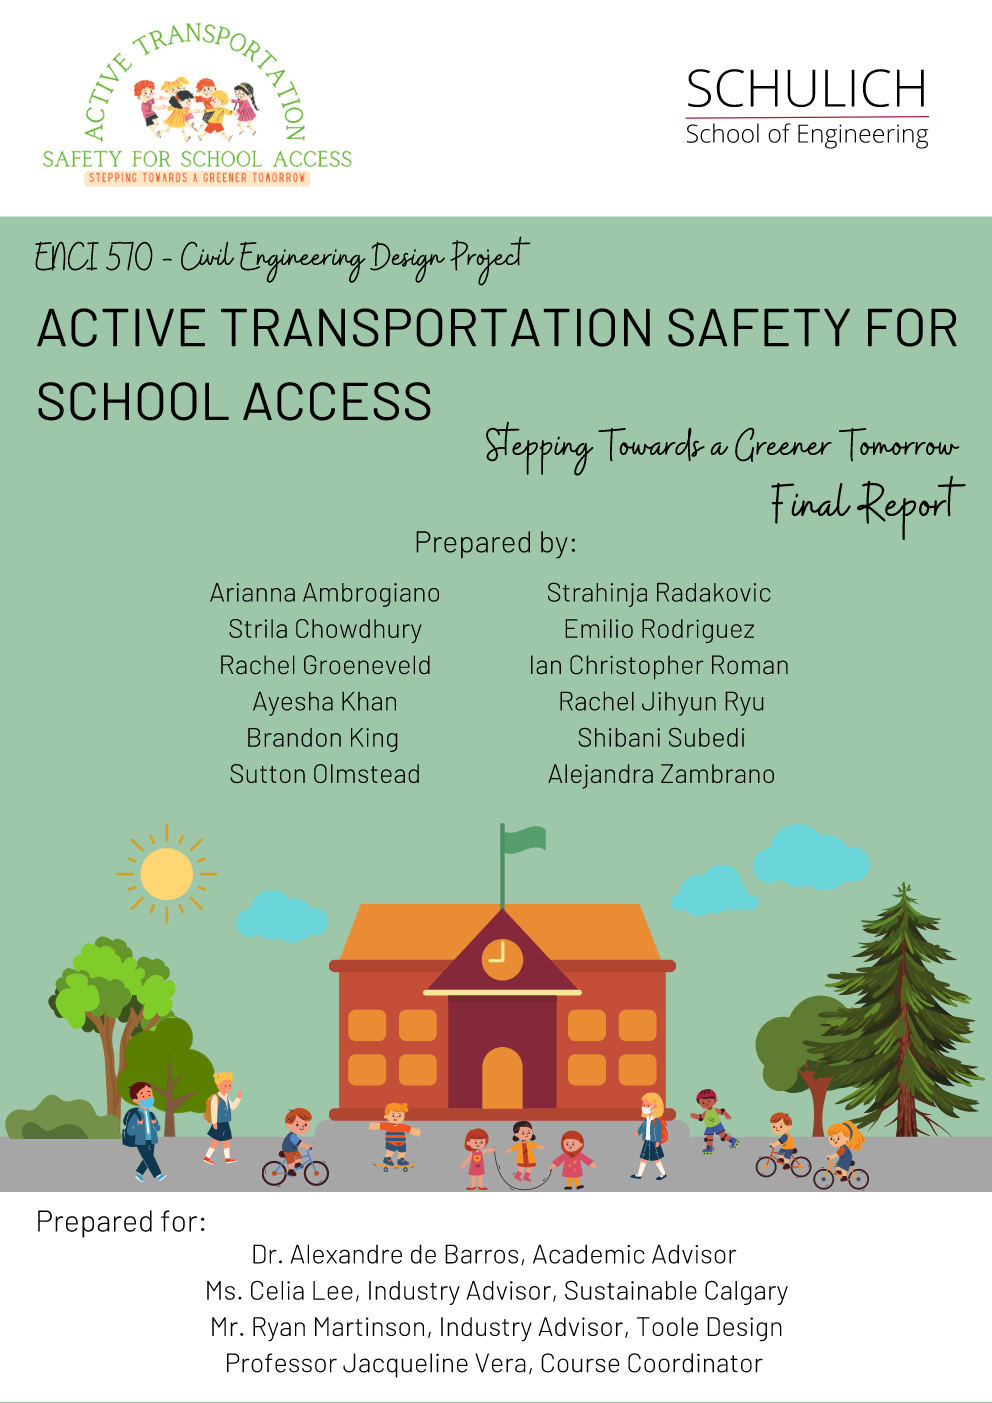 ACTIVE TRANSPORTATION
SAFETY FOR SCHOOL ACCESS
STEPPING TOWARDS A GREENER TOMORROW
SCHULICH
School of Engineering
ENCI 570 - Civil Engineering Design Project
ACTIVE TRANSPORTATION SAFETY FOR
SCHOOL ACCESS
Stepping Towards a Greener Tomorrow
Final Report
Prepared by:
Arianna Ambrogiano
Strila Chowdhury
Rachel Groeneveld
Ayesha Khan
Brandon King
Sutton Olmstead
Strahinja Radakovic
Emilio Rodriguez
Ian Christopher Roman
Rachel Jihyun Ryu
Shibani Subedi
Alejandra Zambrano
Prepared for:
Dr. Alexandre de Barros, Academic Advisor
Ms. Celia Lee, Industry Advisor, Sustainable Calgary
Mr. Ryan Martinson, Industry Advisor, Toole Design
Professor Jacqueline Vera, Course Coordinator